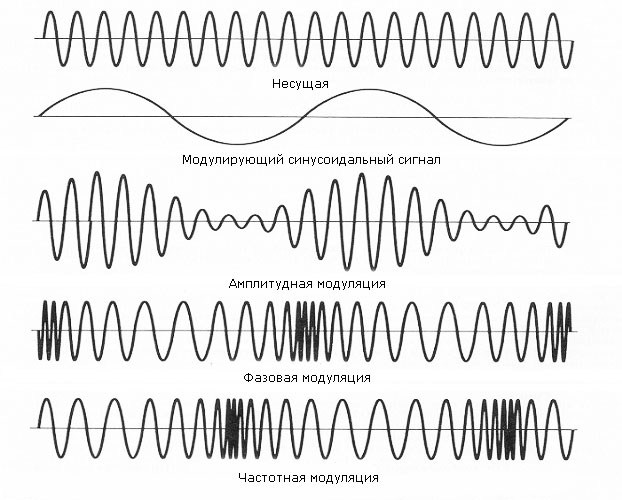 Несущая
Модулирующий синусоидальный сигнал
Амплитудная модуляция
Фазовая модуляция
Частотная модуляция